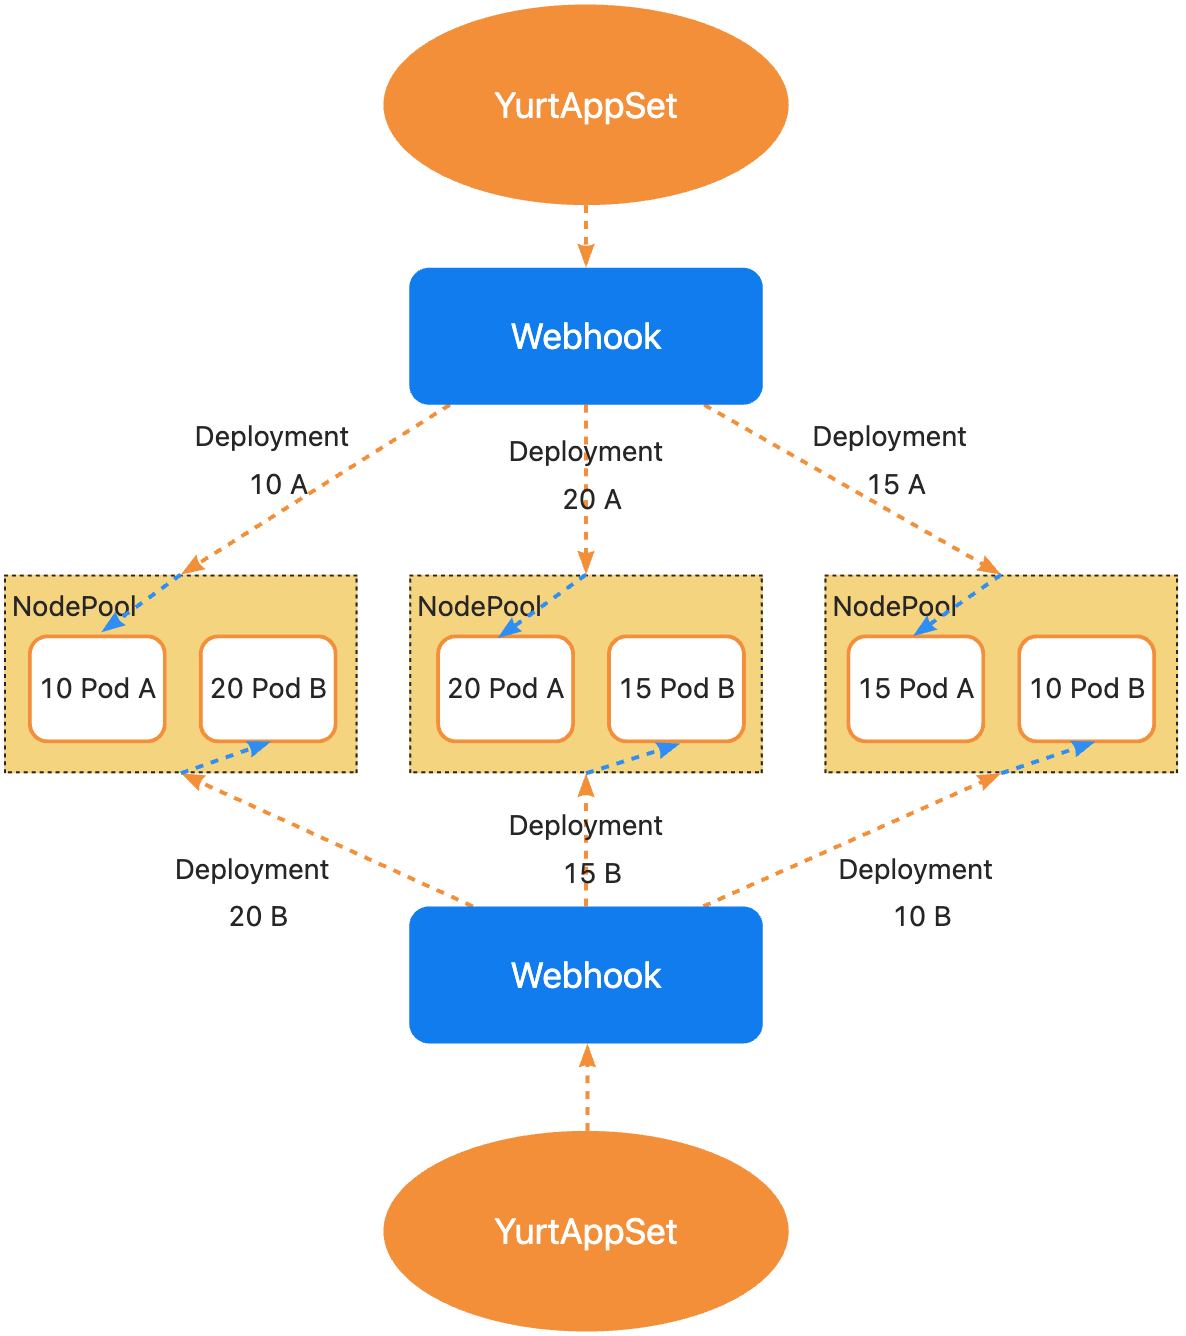 YurtAppSet
Webhook
Deployment
10 A
Deployment
20 A
Deployment
15 A
NodePool
10 Pod A
20 Pod B
NodePool
20 Pod A
15 Pod B
NodePool
15 Pod A
10 Pod B
Deployment
20 B
Deployment
15 B
Deployment
10 B
Webhook
YurtAppSet